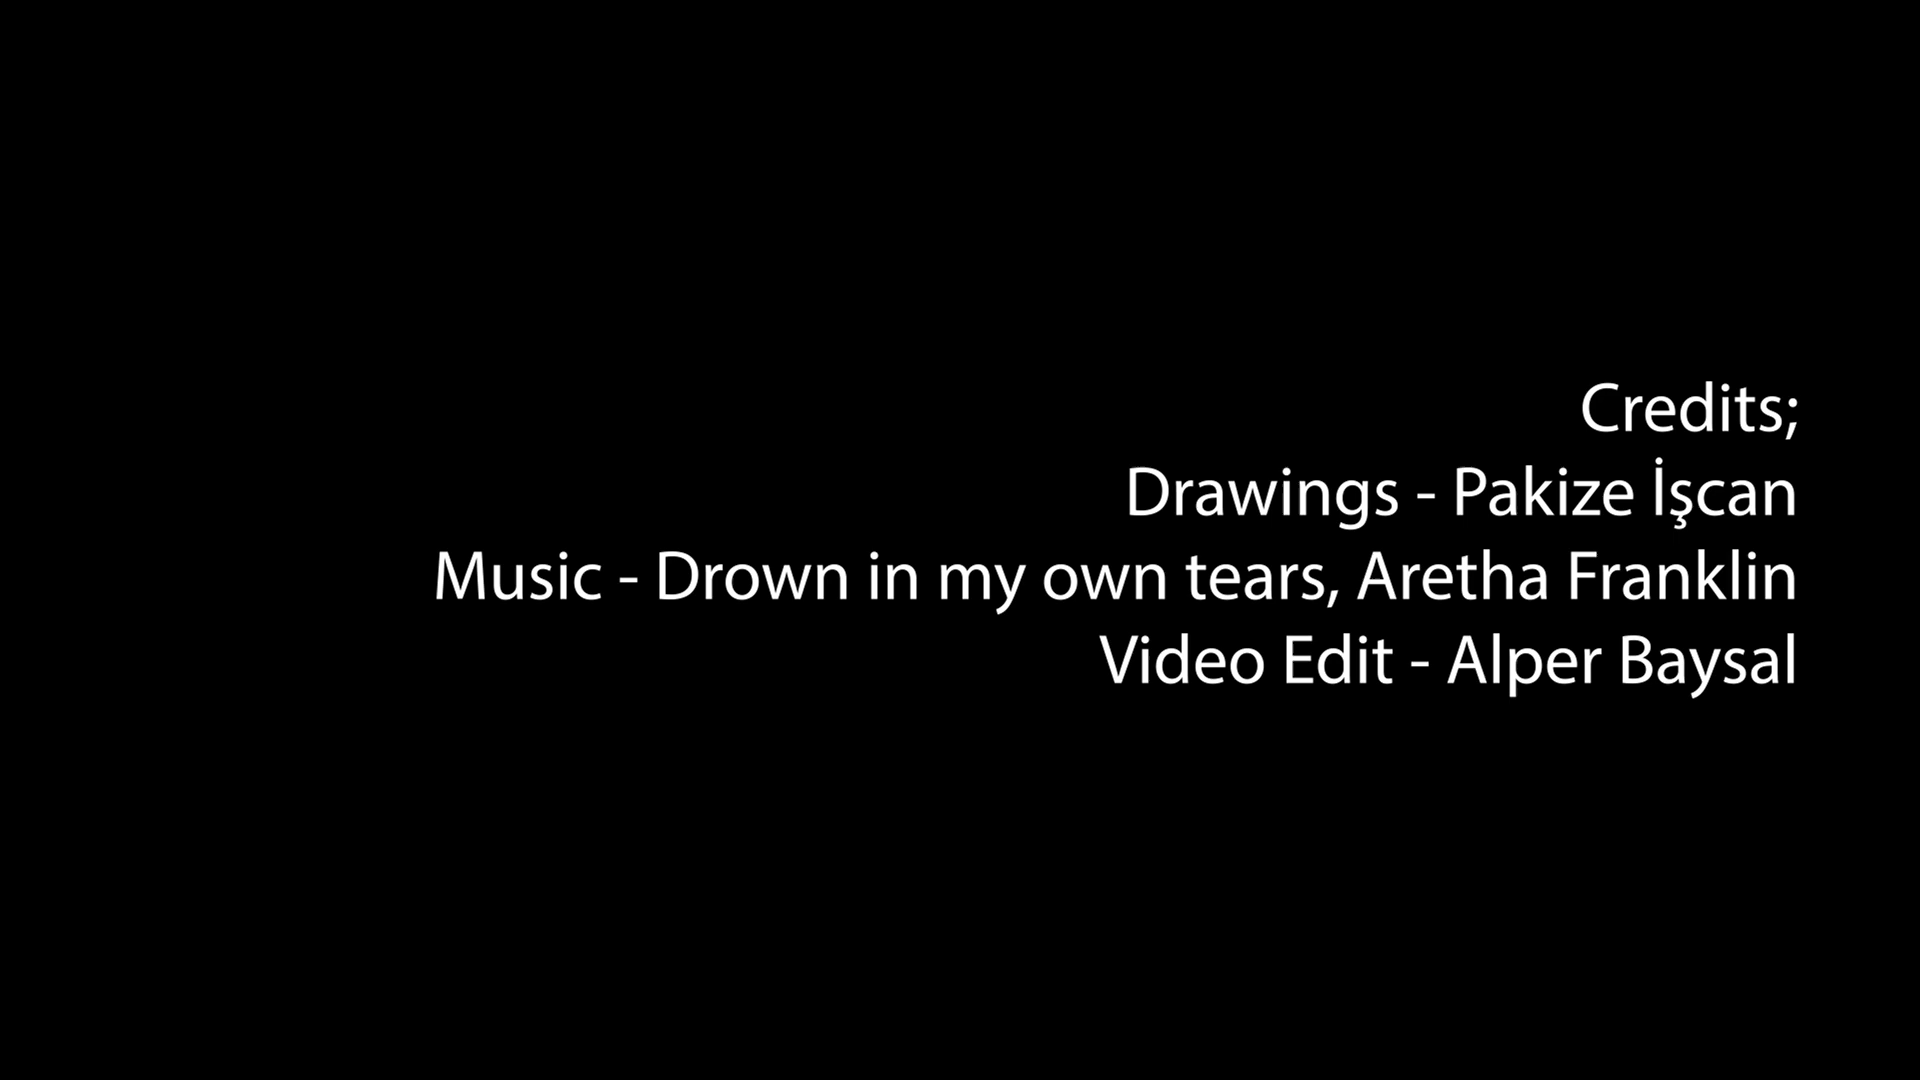 Credits;
Drawings - Pakize İşcan
Music - Drown in my own tears, Aretha Franklin
Video Edit - Alper Baysal